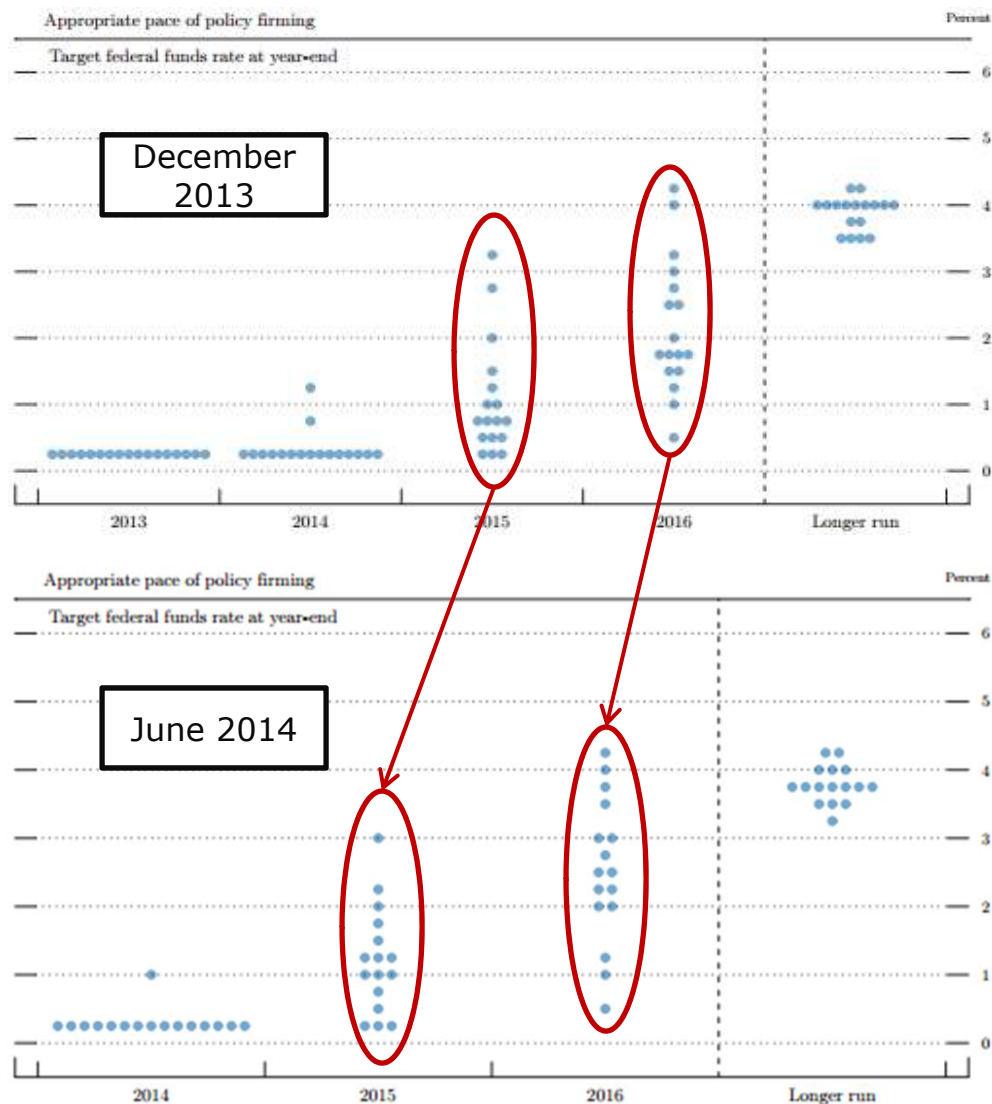 Appropriate pace of policy firming Percent
Target federal funds rate at year-end
6
December
2013
5
4
3
2
1
0
2013 2014 2015 2016 Longer run
Appropriate pace of policy firming Percent
Target federal funds rate at year-end
6
June 2014
5
4
3
2
1
0
2014 2015 2016 Longer run